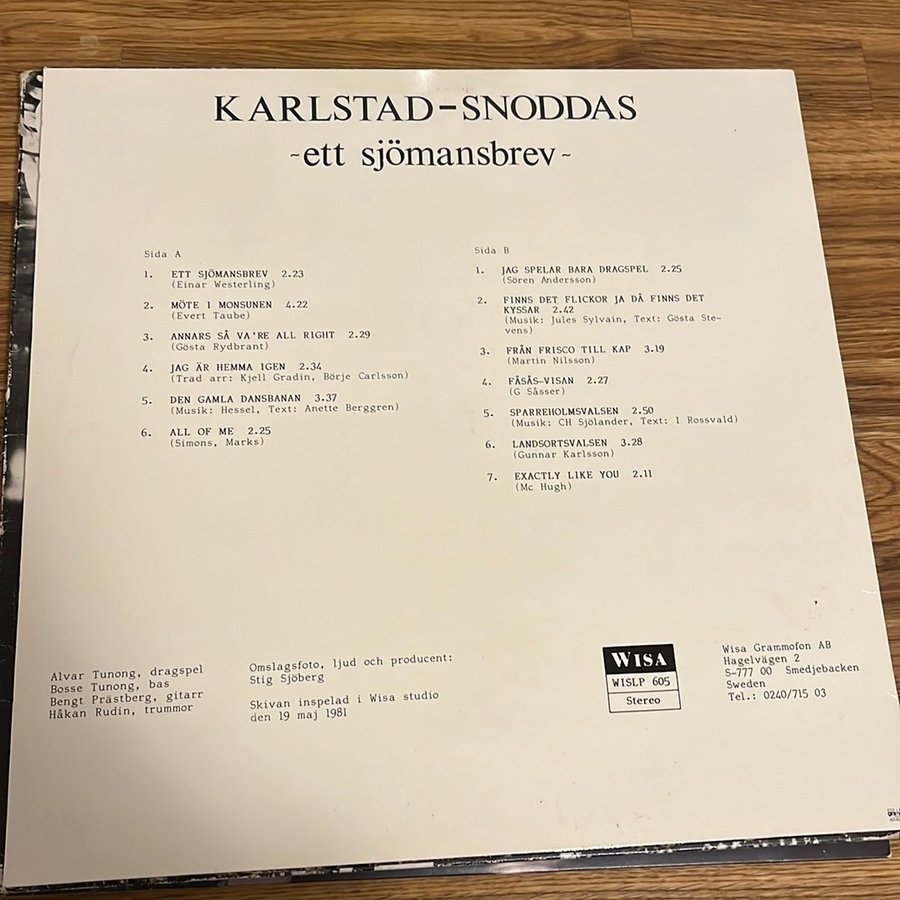 KARLSTAD-SNODDAS
~ett sjömansbrev~
Sida A
1. ETT SJÖMANSBREV 2.23
(Einar Westerling)
2. MÖTE I MONSUNEN 4.22
(Evert Taube)
3. ANNARS SÅ VA'RE ALL RIGHT 2.29
(Gösta Rydbrant)
4. JAG ÄR HEMMA IGEN 2.34
(Trad arr: Kjell Gradin, Börje Carlsson)
5. DEN GAMLA DANSBANAN 3.37
(Musik: Hessel, Text: Anette Berggren)
6. ALL OF ME 2.25
(Simons, Marks)
Sida B
1. JAG SPELAR BARA DRAGSPEL 2.25
(Sören Andersson)
2. FINNS DET FLICKOR JA DÅ FINNS DET
KYSSAR 2.42
(Musik: Jules Sylvain, Text: Gösta Ste-
vens)
3. FRÅN FRISCO TILL KAP 3.19
(Martin Nilsson)
4. FÅSÅS-VISAN 2.27
(G Såsser)
5. SPARREHOLMSVALSEN 2.50
(Musik: CH Sjölander, Text: I Rossvald)
6. LANDSORTSVALSEN 3.28
(Gunnar Karlsson)
7. EXACTLY LIKE YOU 2.11
(Mc Hugh)
Alvar Tunong, dragspel
Bosse Tunong, bas
Bengt Prästberg, gitarr
Håkan Rudin, trummor
Omslagsfoto, ljud och producent:
Stig Sjöberg
Skivan inspelad i Wisa studio
den 19 maj 1981
WISA
WISLP 605
Stereo
Wisa Grammofon AB
Hagelvägen 2
S-777 00 Smedjebacken
Sweden
Tel.: 0240/715 03